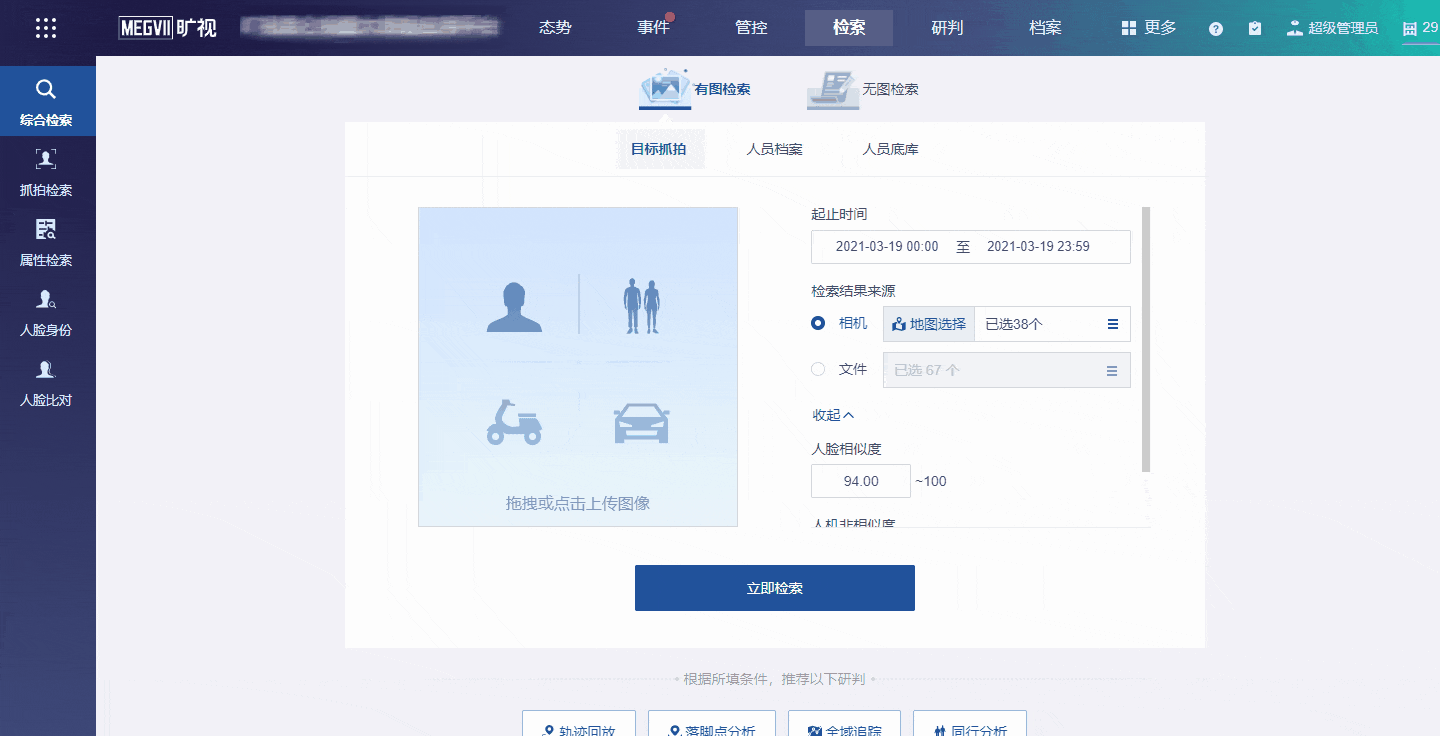 MEGVII 旷视 态势 事件 管控 检索 研判 档案 更多 超级管理员 29
综合检索
抓拍检索
属性检索
人脸身份
人脸比对
有图检索 无图检索
目标抓拍 人员档案 人员底库
拖拽或点击上传图像
起止时间
2021-03-19 00:00 至 2021-03-19 23:59
检索结果来源
相机 地图选择 已选38个
文件 已选 67 个
收起
人脸相似度
94.00 ~100
人机非相似度
立即检索
根据所填条件，推荐以下研判
轨迹回放 落脚点分析 全域追踪 同行分析